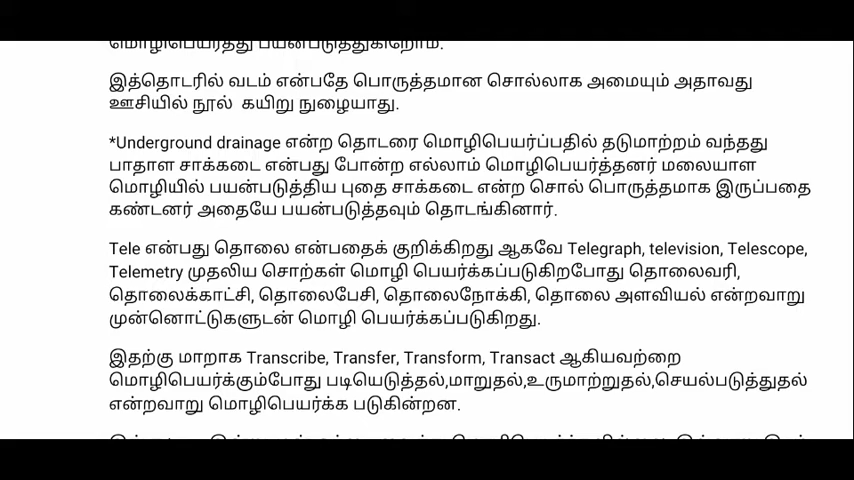 மொழிபெயர்த்து பயன்படுத்துகிறோம்.
இத்தொடரில் வடம் என்பதே பொருத்தமான சொல்லாக அமையும் அதாவது
ஊசியில் நூல் கயிறு நுழையாது.
*Underground drainage என்ற தொடரை மொழிபெயர்ப்பதில் தடுமாற்றம் வந்தது
பாதாள சாக்கடை என்பது போன்ற எல்லாம் மொழிபெயர்த்தனர் மலையாள
மொழியில் பயன்படுத்திய புதை சாக்கடை என்ற சொல் பொருத்தமாக இருப்பதை
கண்டனர் அதையே பயன்படுத்தவும் தொடங்கினார்.
Tele என்பது தொலை என்பதைக் குறிக்கிறது ஆகவே Telegraph, television, Telescope,
Telemetry முதலிய சொற்கள் மொழி பெயர்க்கப்படுகிறபோது தொலைவரி,
தொலைக்காட்சி, தொலைபேசி, தொலைநோக்கி, தொலை அளவியல் என்றவாறு
முன்னொட்டுகளுடன் மொழி பெயர்க்கப்படுகிறது.
இதற்கு மாறாக Transcribe, Transfer, Transform, Transact ஆகியவற்றை
மொழிபெயர்க்கும்போது படியெடுத்தல்,மாறுதல்,உருமாற்றுதல்,செயல்படுத்துதல்
என்றவாறு மொழிபெயர்க்க படுகின்றன.